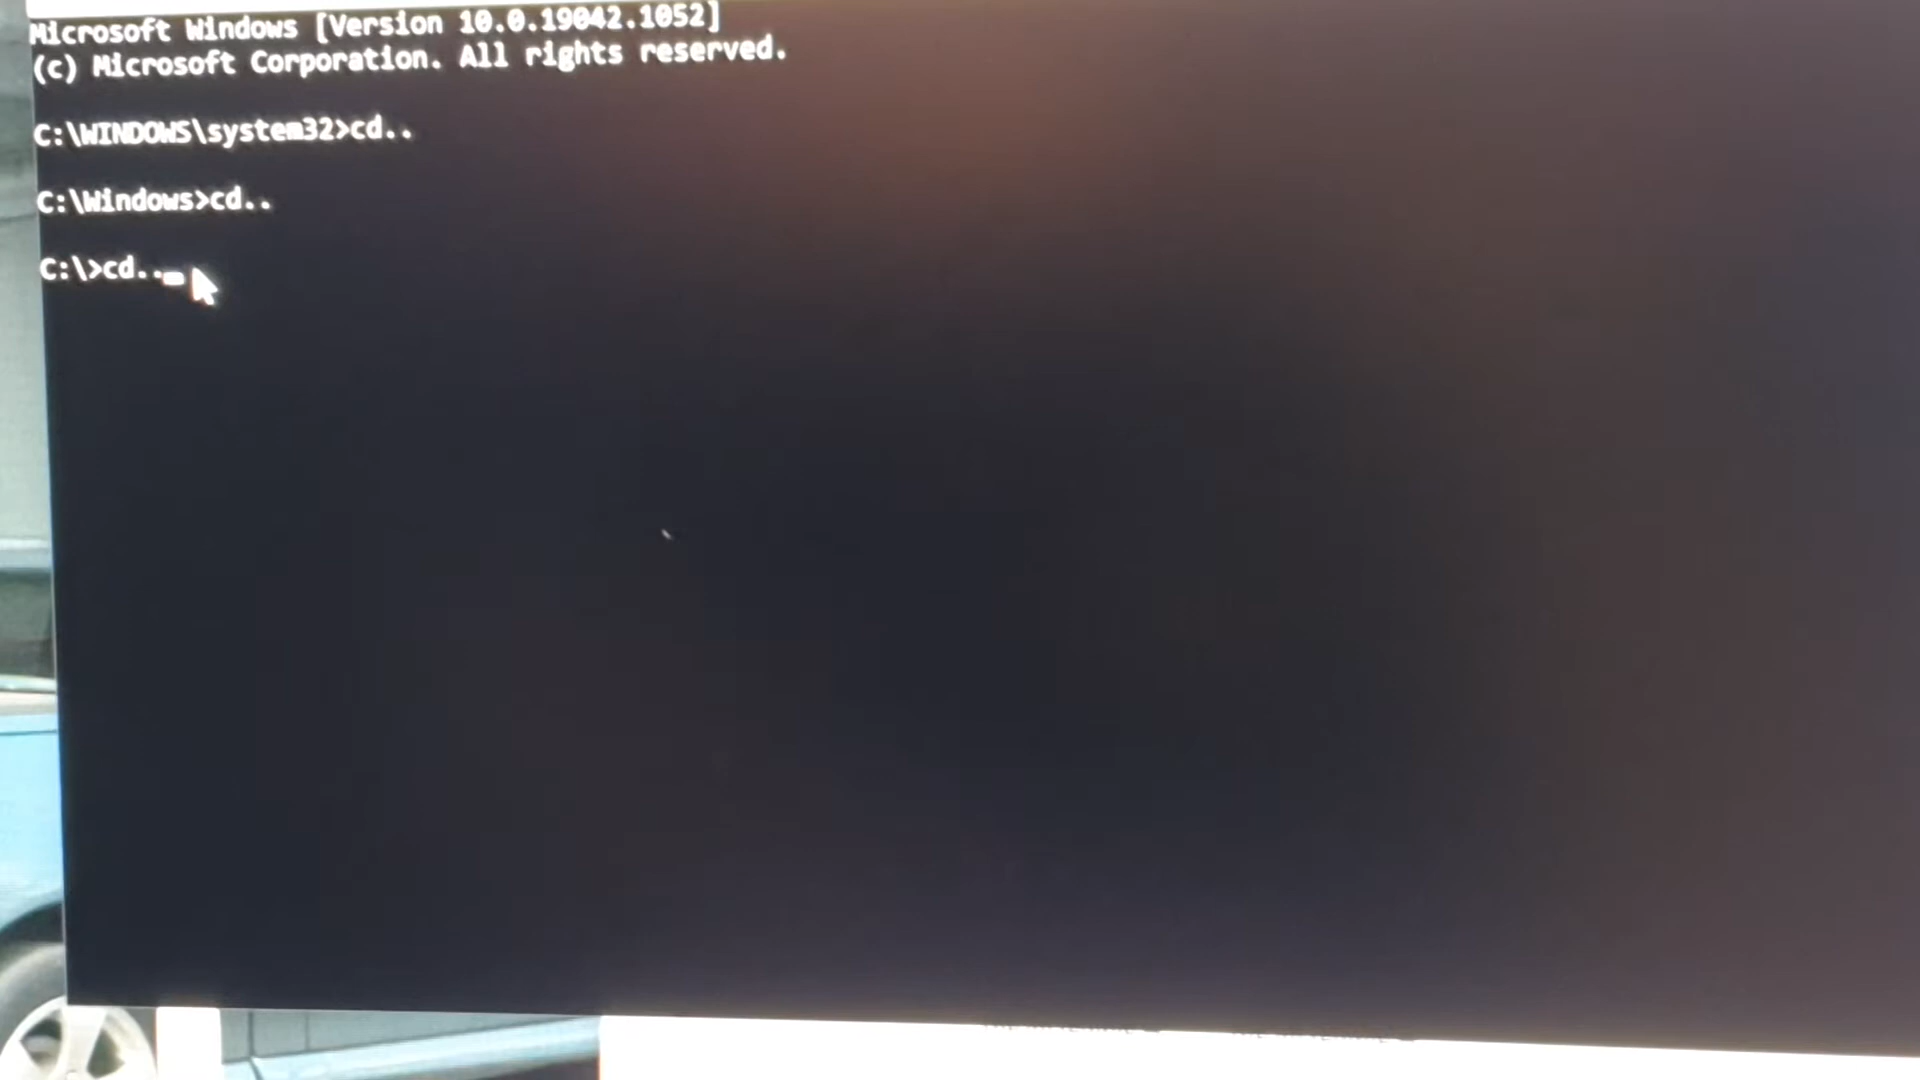 Microsoft Windows [Version 10.0.19042.1052]
(c) Microsoft Corporation. All rights reserved.
C:\WINDOWS\system32>cd..
C:\Windows>cd..
C:\>cd.._